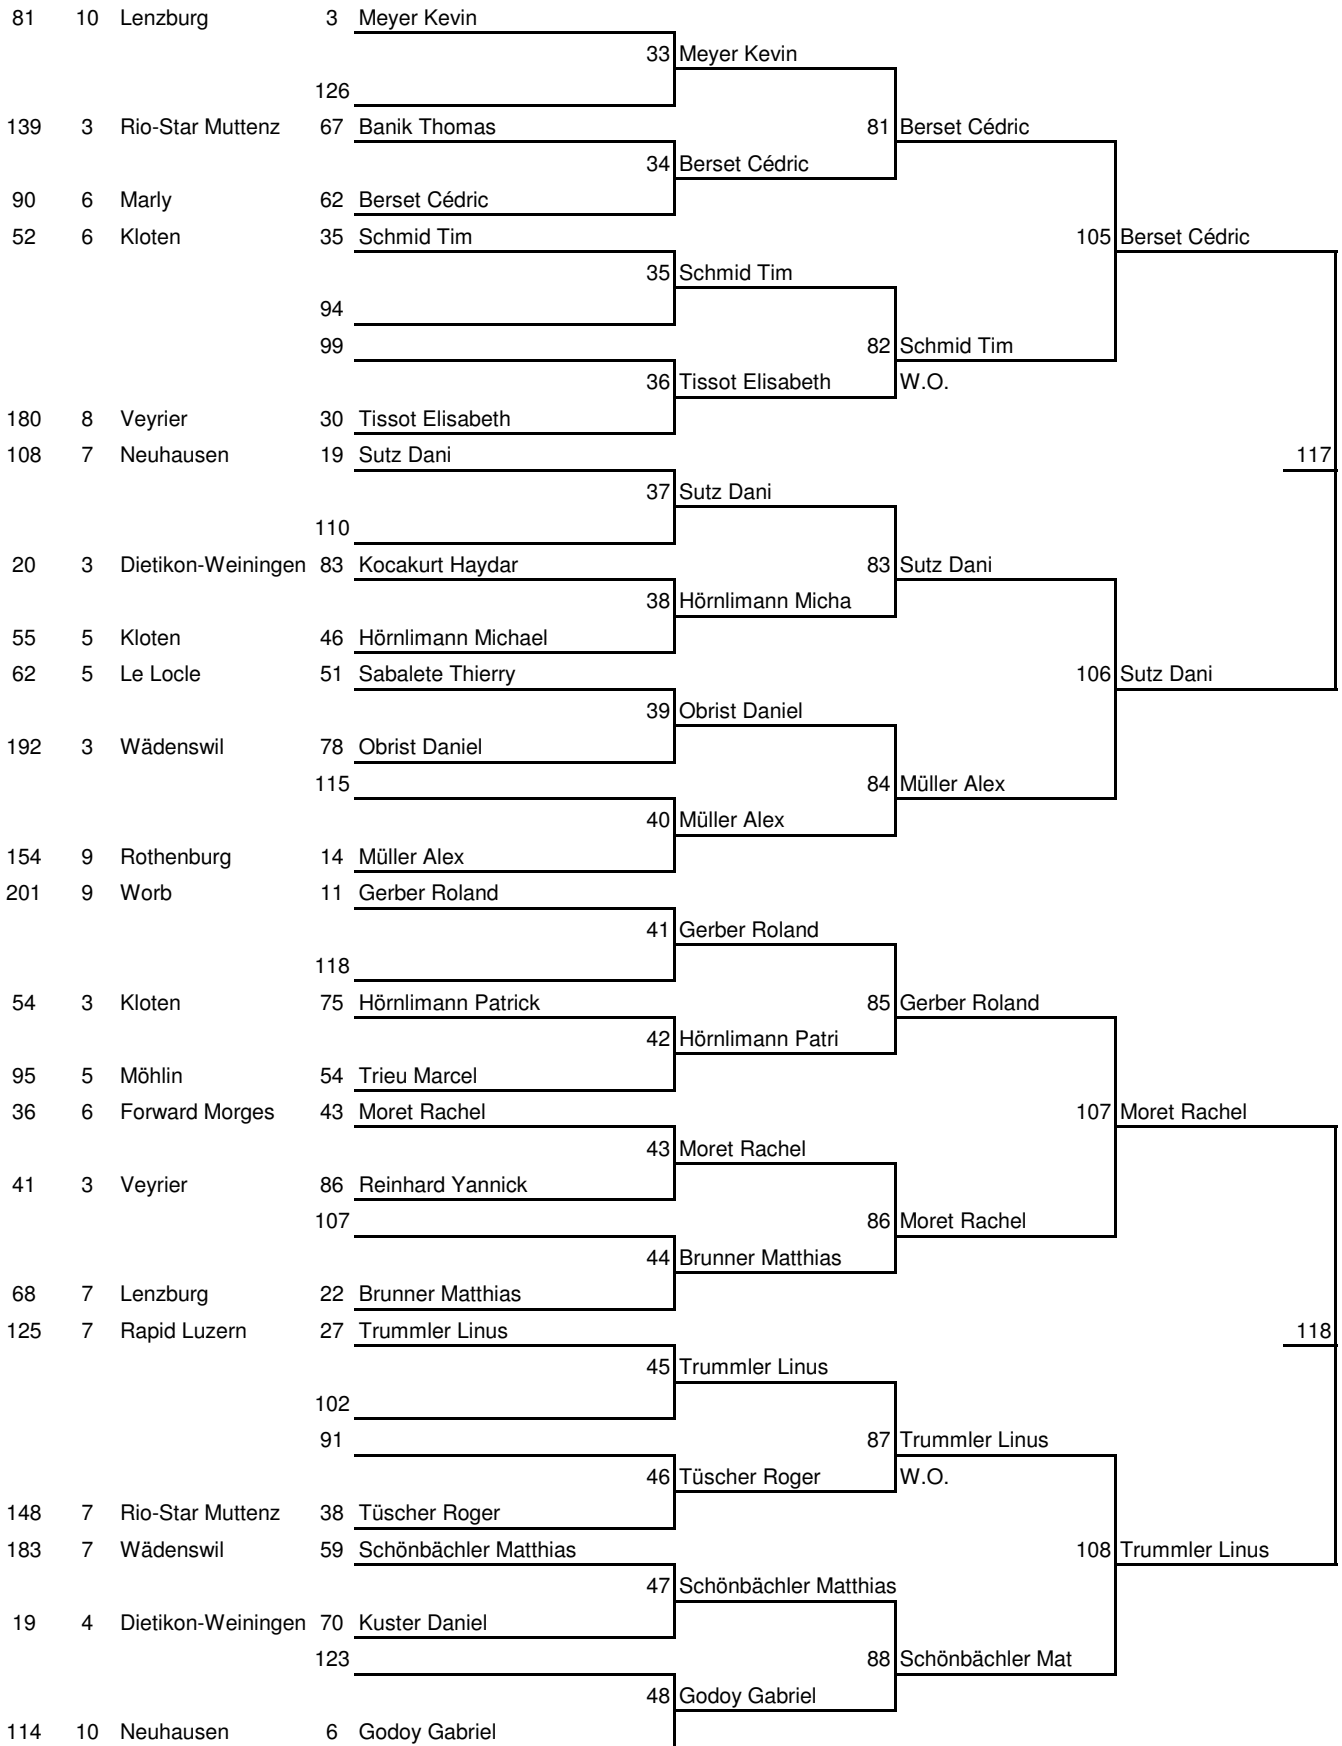 81 10 Lenzburg 3 Meyer Kevin
33 Meyer Kevin
126
139 3 Rio-Star Muttenz 67 Banik Thomas 81 Berset Cédric
34 Berset Cédric
90 6 Marly 62 Berset Cédric
52 6 Kloten 35 Schmid Tim 105 Berset Cédric
35 Schmid Tim
94
99 82 Schmid Tim
36 Tissot Elisabeth W.O.
180 8 Veyrier 30 Tissot Elisabeth
108 7 Neuhausen 19 Sutz Dani 117
37 Sutz Dani
110
20 3 Dietikon-Weiningen 83 Kocakurt Haydar 83 Sutz Dani
38 Hörnlimann Micha
55 5 Kloten 46 Hörnlimann Michael
62 5 Le Locle 51 Sabalete Thierry 106 Sutz Dani
39 Obrist Daniel
192 3 Wädenswil 78 Obrist Daniel
115 84 Müller Alex
40 Müller Alex
154 9 Rothenburg 14 Müller Alex
201 9 Worb 11 Gerber Roland
41 Gerber Roland
118
54 3 Kloten 75 Hörnlimann Patrick 85 Gerber Roland
42 Hörnlimann Patri
95 5 Möhlin 54 Trieu Marcel
36 6 Forward Morges 43 Moret Rachel 107 Moret Rachel
43 Moret Rachel
41 3 Veyrier 86 Reinhard Yannick
107 86 Moret Rachel
44 Brunner Matthias
68 7 Lenzburg 22 Brunner Matthias
125 7 Rapid Luzern 27 Trummler Linus 118
45 Trummler Linus
102
91 87 Trummler Linus
46 Tüscher Roger W.O.
148 7 Rio-Star Muttenz 38 Tüscher Roger
183 7 Wädenswil 59 Schönbächler Matthias 108 Trummler Linus
47 Schönbächler Matthias
19 4 Dietikon-Weiningen 70 Kuster Daniel
123 88 Schönbächler Mat
48 Godoy Gabriel
114 10 Neuhausen 6 Godoy Gabriel